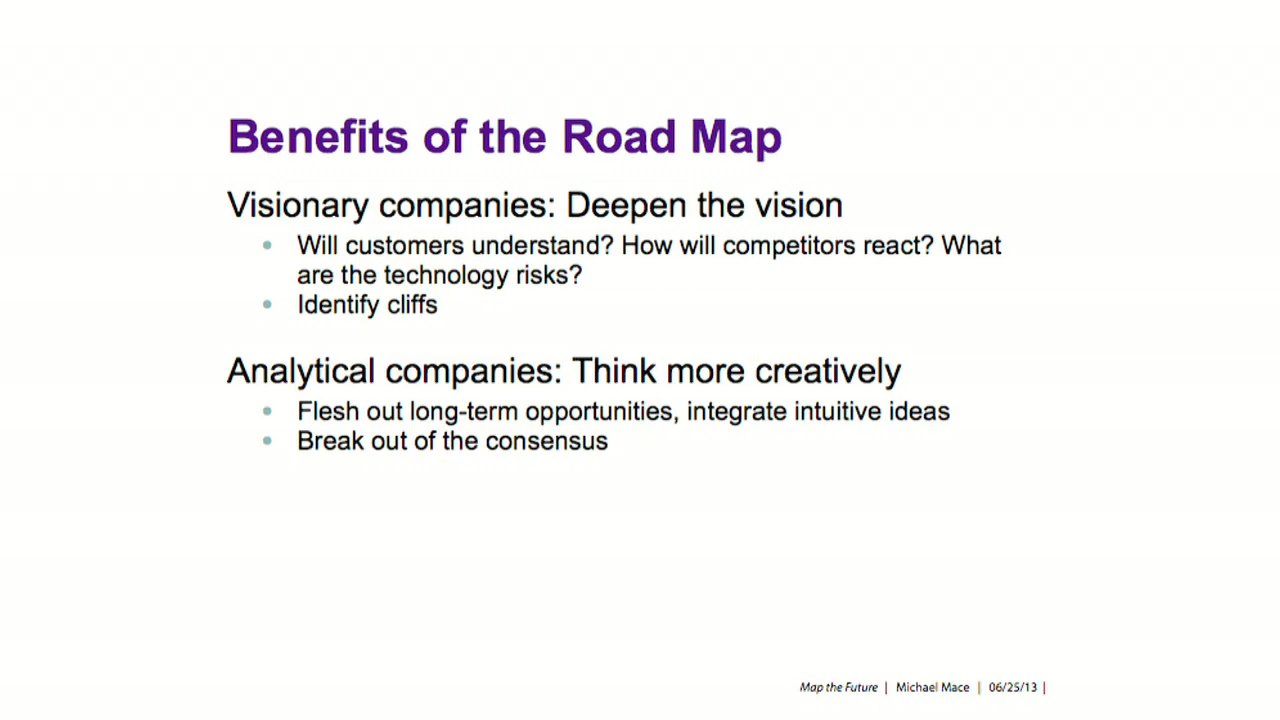 Benefits of the Road Map
Visionary companies: Deepen the vision
• Will customers understand? How will competitors react? What
are the technology risks?
• Identify cliffs
Analytical companies: Think more creatively
• Flesh out long-term opportunities, integrate intuitive ideas
• Break out of the consensus
Map the Future | Michael Mace | 06/25/13 |